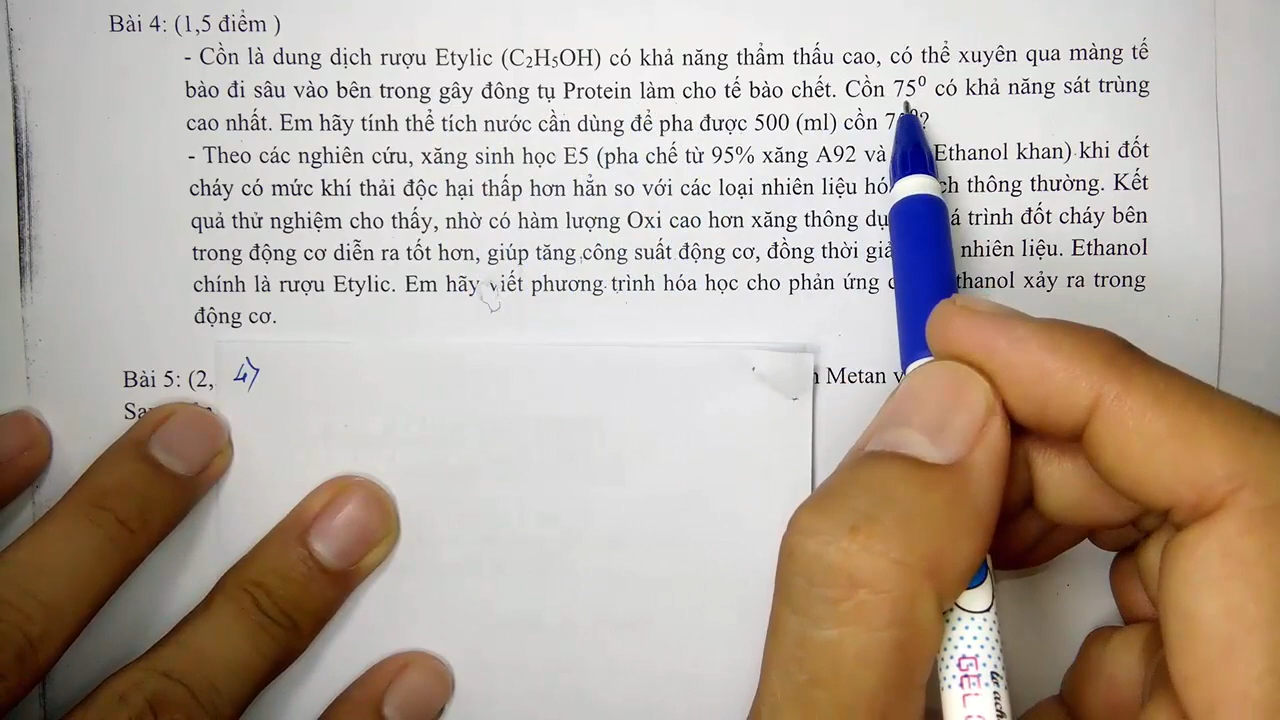 Bài 4: (1,5 điểm )
- Cồn là dung dịch rượu Etylic (C₂H₅OH) có khả năng thẩm thấu cao, có thể xuyên qua màng tế
bào đi sâu vào bên trong gây đông tụ Protein làm cho tế bào chết. Cồn 75⁰ có khả năng sát trùng
cao nhất. Em hãy tính thể tích nước cần dùng để pha được 500 (ml) cồn
- Theo các nghiên cứu, xăng sinh học E5 (pha chế từ 95% xăng A92 và Ethanol khan) khi đốt
cháy có mức khí thải độc hại thấp hơn hẳn so với các loại nhiên liệu thông thường. Kết
quả thử nghiệm cho thấy, nhờ có hàm lượng Oxi cao hơn xăng thông trình đốt cháy bên
trong động cơ diễn ra tốt hơn, giúp tăng công suất động cơ, đồng thời nhiên liệu. Ethanol
chính là rượu Etylic. Em hãy viết phương trình hóa học cho phản ứng xảy ra trong
động cơ.
Bài 5: (2, 4) Metan
GEL